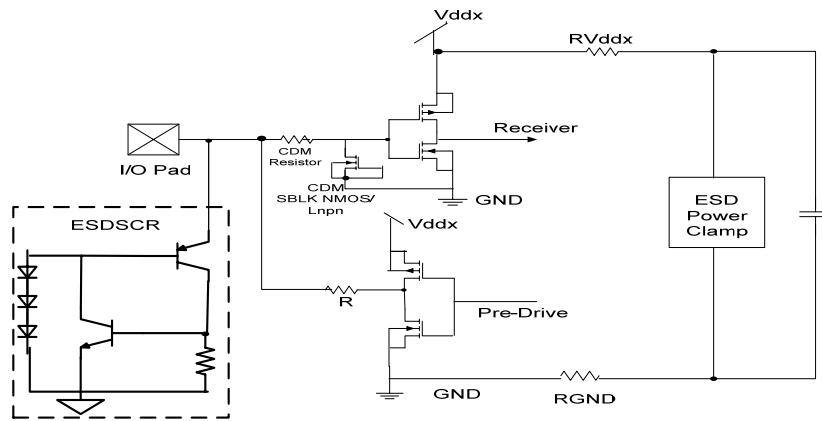 Vddx
RVddx
Receiver
CDM
Resistor
I/O Pad
CDM
SBLK NMOS/
Lnpn
GND
ESD
Power
Clamp
ESDSCR
Vddx
R
Pre-Drive
GND
RGND